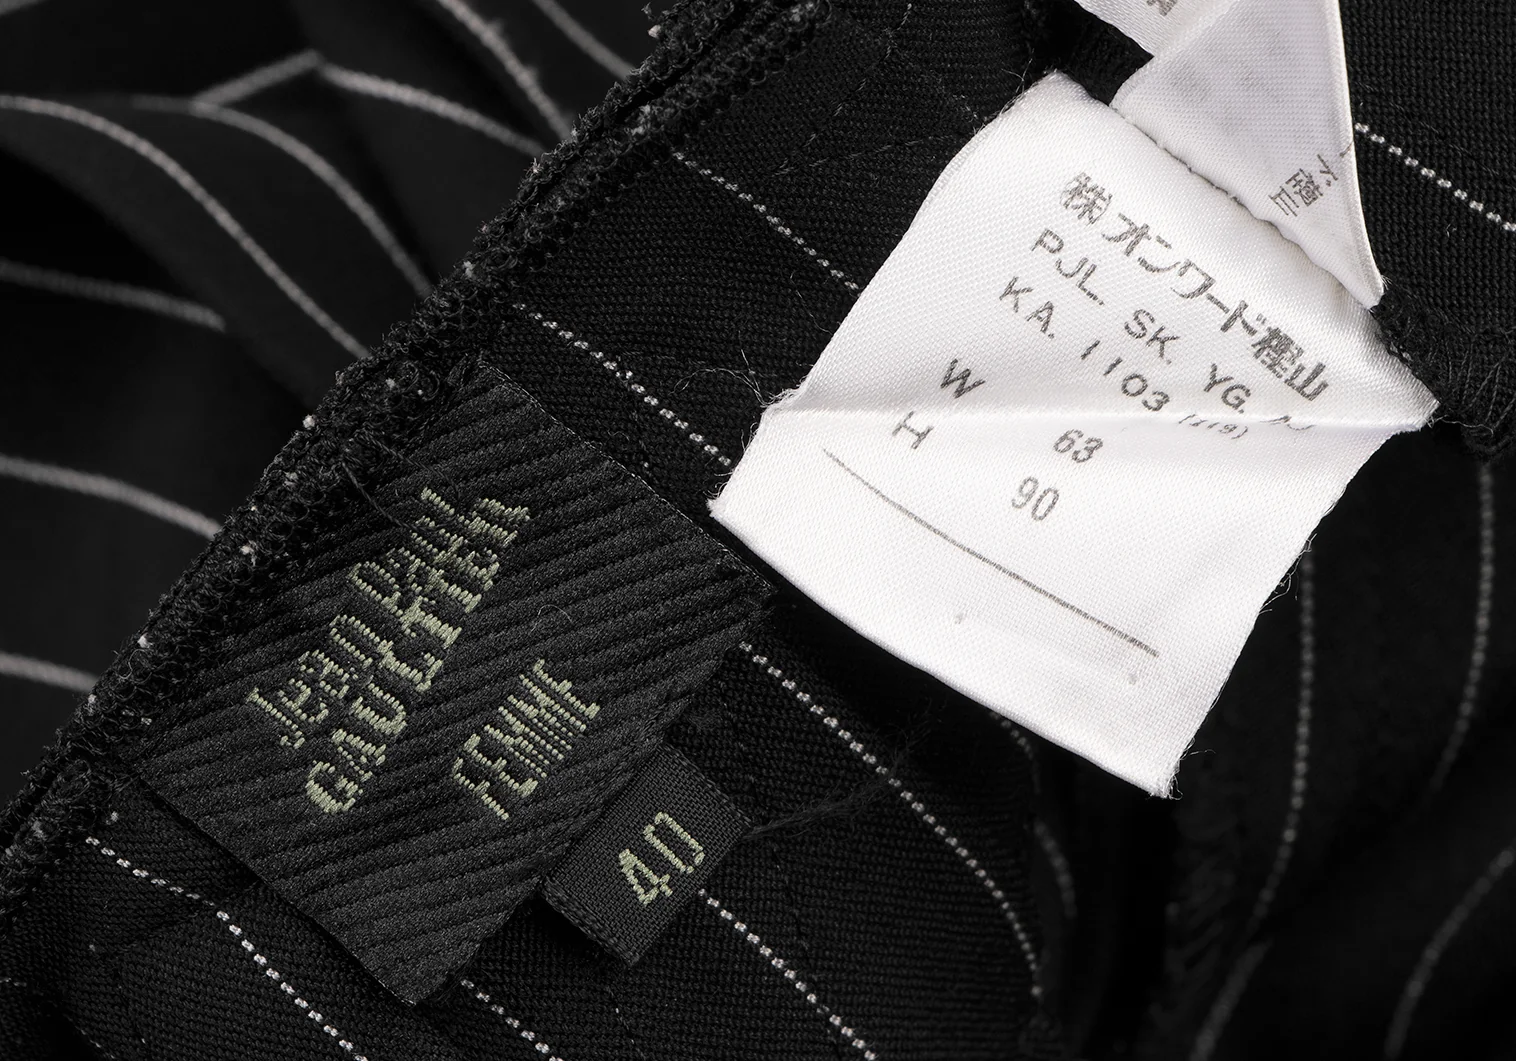 Jean Paul
GAULTIER
FEMME
40
(株)オンワード樫山
PJL. SK. YG.
KA. 1103 (119)
W 63
H 90